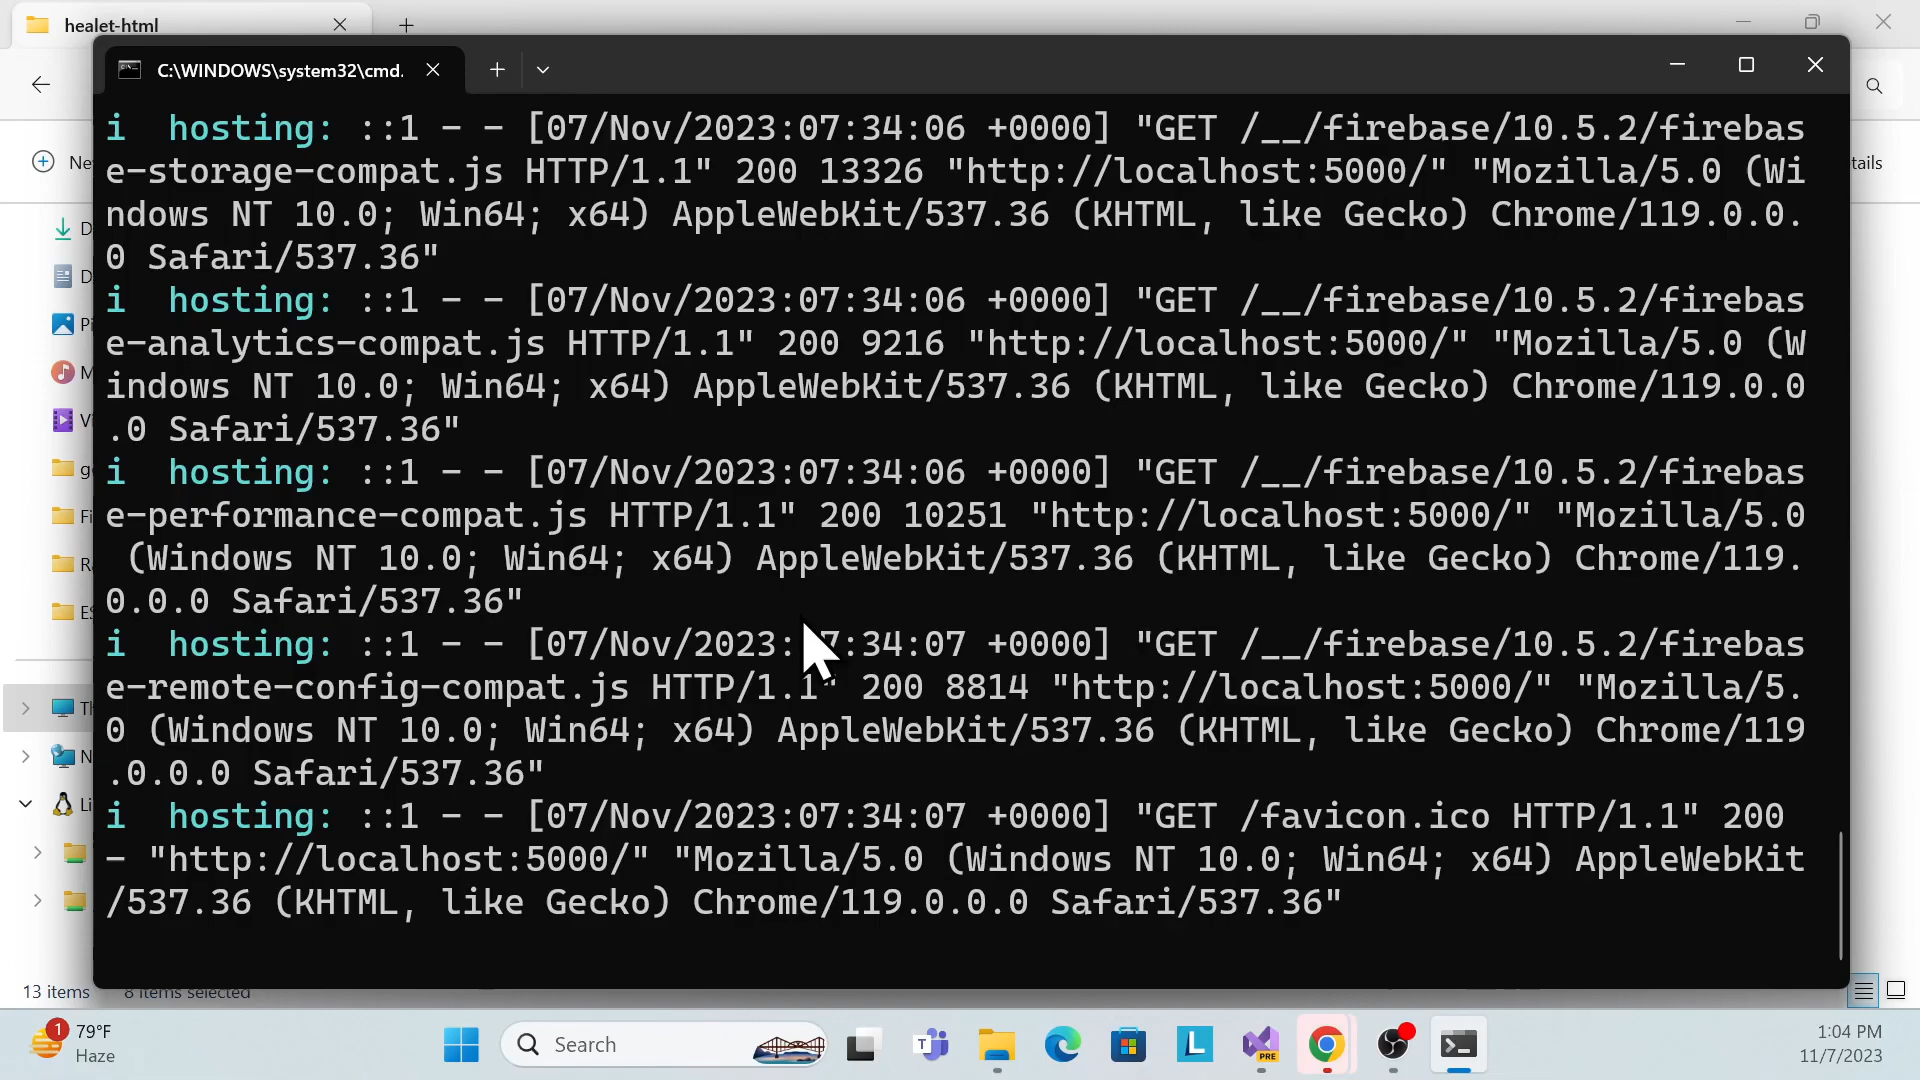 healet-html
C:\WINDOWS\system32\cmd.
i  hosting: ::1 - - [07/Nov/2023:07:34:06 +0000] "GET /__/firebase/10.5.2/firebas
e-storage-compat.js HTTP/1.1" 200 13326 "http://localhost:5000/" "Mozilla/5.0 (Wi
ndows NT 10.0; Win64; x64) AppleWebKit/537.36 (KHTML, like Gecko) Chrome/119.0.0.
0 Safari/537.36"
i  hosting: ::1 - - [07/Nov/2023:07:34:06 +0000] "GET /__/firebase/10.5.2/firebas
e-analytics-compat.js HTTP/1.1" 200 9216 "http://localhost:5000/" "Mozilla/5.0 (W
indows NT 10.0; Win64; x64) AppleWebKit/537.36 (KHTML, like Gecko) Chrome/119.0.0
.0 Safari/537.36"
i  hosting: ::1 - - [07/Nov/2023:07:34:06 +0000] "GET /__/firebase/10.5.2/firebas
e-performance-compat.js HTTP/1.1" 200 10251 "http://localhost:5000/" "Mozilla/5.0
 (Windows NT 10.0; Win64; x64) AppleWebKit/537.36 (KHTML, like Gecko) Chrome/119.
0.0.0 Safari/537.36"
i  hosting: ::1 - - [07/Nov/2023:07:34:07 +0000] "GET /__/firebase/10.5.2/firebas
e-remote-config-compat.js HTTP/1.1" 200 8814 "http://localhost:5000/" "Mozilla/5.
0 (Windows NT 10.0; Win64; x64) AppleWebKit/537.36 (KHTML, like Gecko) Chrome/119
.0.0.0 Safari/537.36"
i  hosting: ::1 - - [07/Nov/2023:07:34:07 +0000] "GET /favicon.ico HTTP/1.1" 200
- "http://localhost:5000/" "Mozilla/5.0 (Windows NT 10.0; Win64; x64) AppleWebKit
/537.36 (KHTML, like Gecko) Chrome/119.0.0.0 Safari/537.36"
13 items 8 items selected
1 79°F
Haze
Search
PRE
1:04 PM
11/7/2023